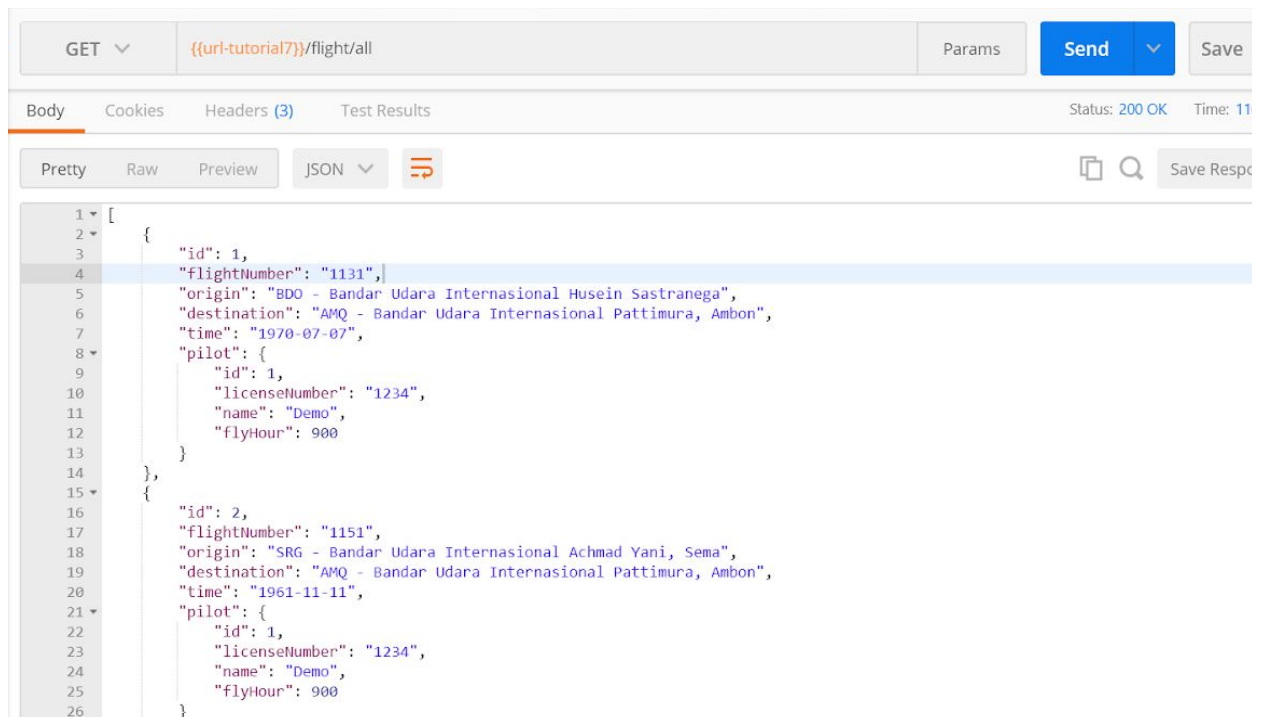 GET {{url-tutorial7}}/flight/all Params Send Save
Body Cookies Headers (3) Test Results Status: 200 OK Time: 11
Pretty Raw Preview JSON Save Respo
1 [
2 {
3 "id": 1,
4 "flightNumber": "1131",
5 "origin": "BDO - Bandar Udara Internasional Husein Sastranega",
6 "destination": "AMQ - Bandar Udara Internasional Pattimura, Ambon",
7 "time": "1970-07-07",
8 "pilot": {
9 "id": 1,
10 "licenseNumber": "1234",
11 "name": "Demo",
12 "flyHour": 900
13 }
14 },
15 {
16 "id": 2,
17 "flightNumber": "1151",
18 "origin": "SRG - Bandar Udara Internasional Achmad Yani, Sema",
19 "destination": "AMQ - Bandar Udara Internasional Pattimura, Ambon",
20 "time": "1961-11-11",
21 "pilot": {
22 "id": 1,
23 "licenseNumber": "1234",
24 "name": "Demo",
25 "flyHour": 900
26 }